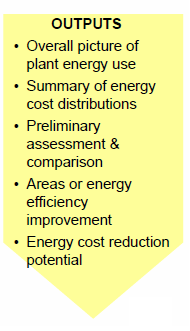 OUTPUTS
• Overall picture of
plant energy use
• Summary of energy
cost distributions
• Preliminary
assessment &
comparison
• Areas or energy
efficiency
improvement
• Energy cost reduction
potential